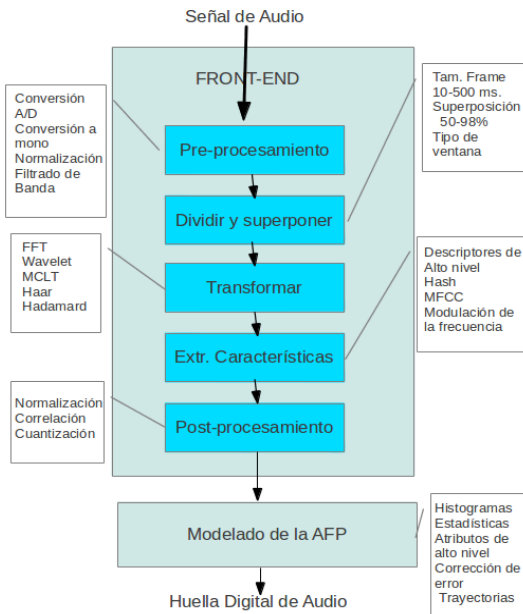 Señal de Audio
FRONT-END
Conversión
A/D
Conversión a
mono
Normalización
Filtrado de
Banda
Pre-procesamiento
Tam. Frame
10-500 ms.
Superposición
50-98%
Tipo de
ventana
Dividir y superponer
FFT
Wavelet
MCLT
Haar
Hadamard
Transformar
Descriptores de
Alto nivel
Hash
MFCC
Modulación de
la frecuencia
Extr. Características
Normalización
Correlación
Cuantización
Post-procesamiento
Modelado de la AFP
Histogramas
Estadísticas
Atributos de
alto nivel
Corrección de
error
Trayectorias
Huella Digital de Audio